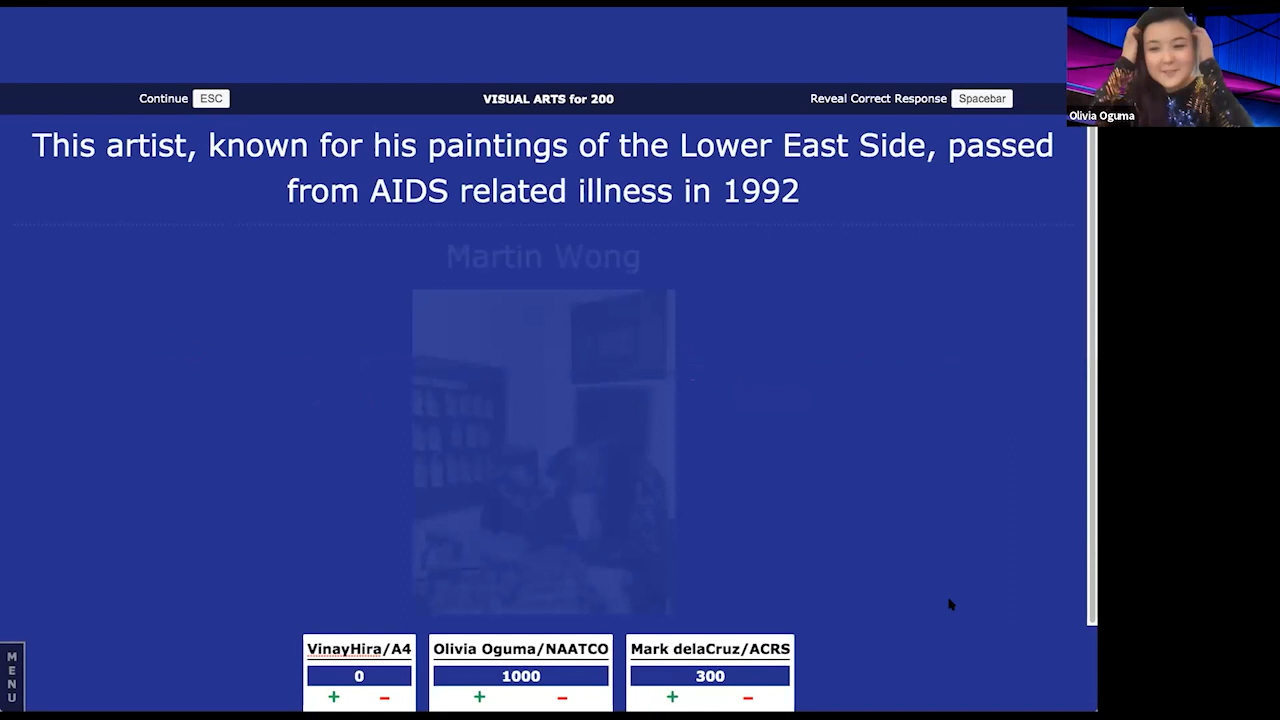 Continue ESC VISUAL ARTS for 200 Reveal Correct Response Spacebar
Olivia Oguma
This artist, known for his paintings of the Lower East Side, passed
from AIDS related illness in 1992
Martin Wong
VinayHira/A4 Olivia Oguma/NAATCO Mark delaCruz/ACRS
0 1000 300
+ − + − + −
MENU